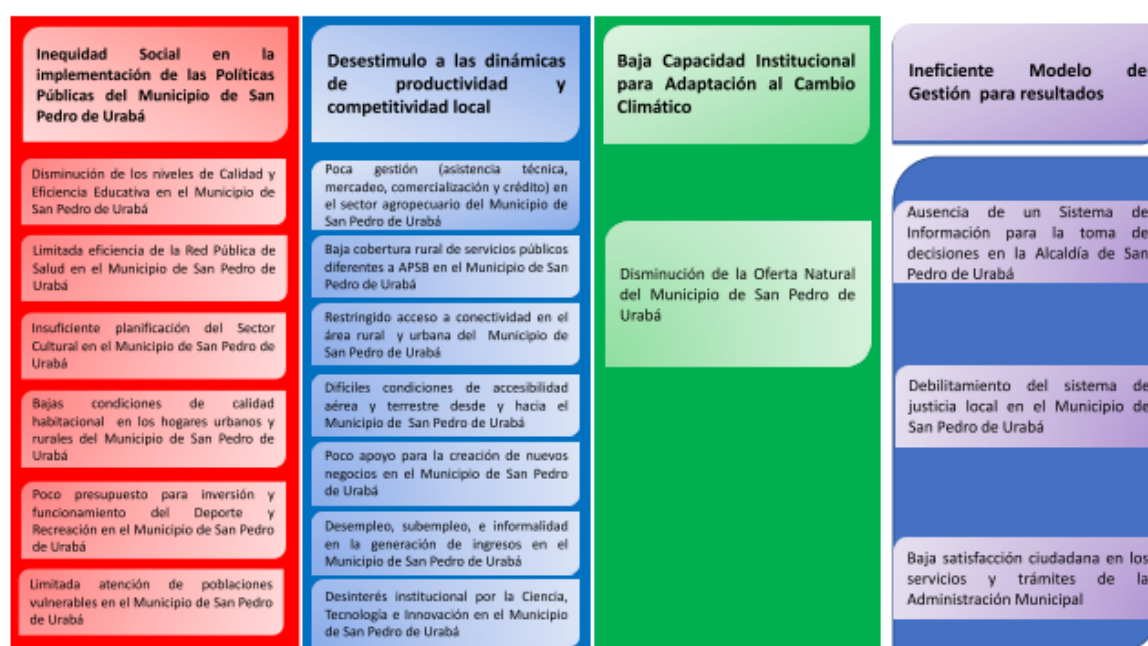 Inequidad Social en la
implementación de las Políticas
Públicas del Municipio de San
Pedro de Urabá
Disminución de los niveles de Calidad y
Eficiencia Educativa en el Municipio de
San Pedro de Urabá
Limitada eficiencia de la Red Pública de
Salud en el Municipio de San Pedro de
Urabá
Insuficiente planificación del Sector
Cultural en el Municipio de San Pedro de
Urabá
Bajas condiciones de calidad
habitacional en los hogares urbanos y
rurales del Municipio de San Pedro de
Urabá
Poco presupuesto para inversión y
funcionamiento del Deporte y
Recreación en el Municipio de San Pedro
de Urabá
Limitada atención de poblaciones
vulnerables en el Municipio de San Pedro
de Urabá
Desestimulo a las dinámicas
de productividad y
competitividad local
Poca gestión (asistencia técnica,
mercadeo, comercialización y crédito) en
el sector agropecuario del Municipio de
San Pedro de Urabá
Baja cobertura rural de servicios públicos
diferentes a APSB en el Municipio de San
Pedro de Urabá
Restringido acceso a conectividad en el
área rural y urbana del Municipio de
San Pedro de Urabá
Difíciles condiciones de accesibilidad
aérea y terrestre desde y hacia el
Municipio de San Pedro de Urabá
Poco apoyo para la creación de nuevos
negocios en el Municipio de San Pedro
de Urabá
Desempleo, subempleo, e informalidad
en la generación de ingresos en el
Municipio de San Pedro de Urabá
Desinterés institucional por la Ciencia,
Tecnología e Innovación en el Municipio
de San Pedro de Urabá
Baja Capacidad Institucional
para Adaptación al Cambio
Climático
Disminución de la Oferta Natural
del Municipio de San Pedro de
Urabá
Ineficiente Modelo de
Gestión para resultados
Ausencia de un Sistema de
Información para la toma de
decisiones en la Alcaldía de San
Pedro de Urabá
Debilitamiento del sistema de
justicia local en el Municipio de
San Pedro de Urabá
Baja satisfacción ciudadana en los
servicios y trámites de la
Administración Municipal